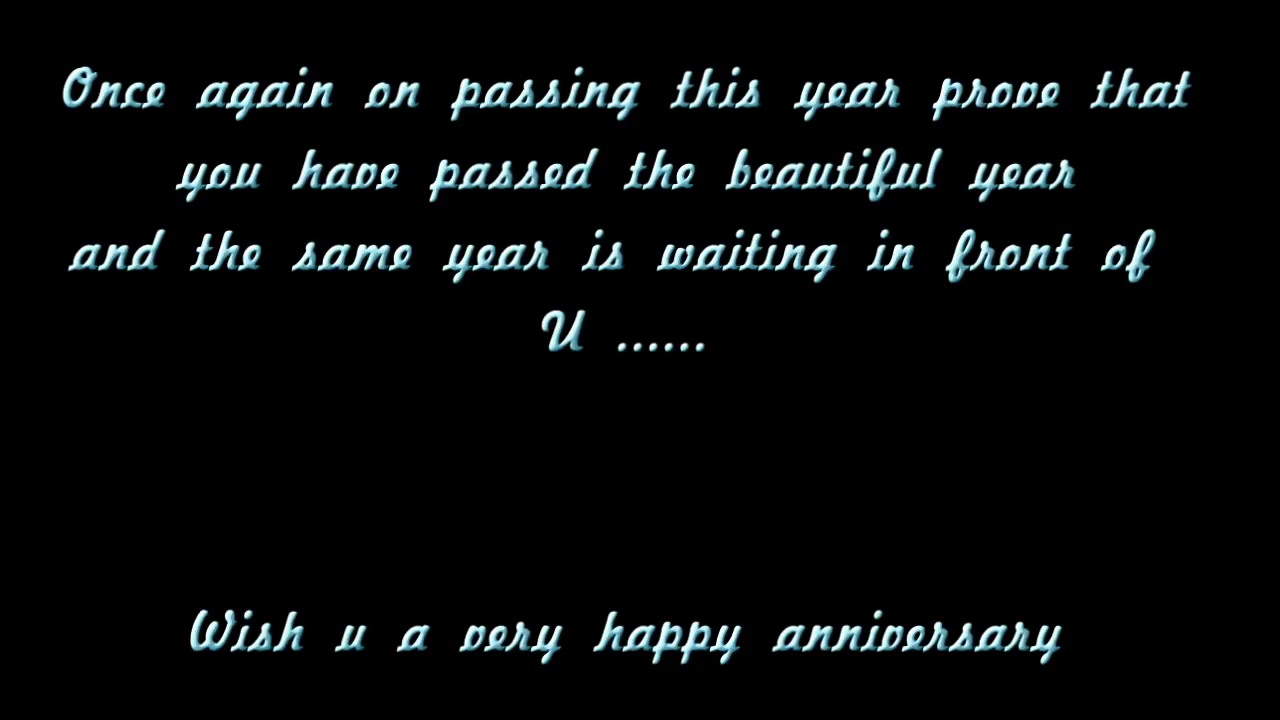 Once again on passing this year prove that
you have passed the beautiful year
and the same year is waiting in front of
U ......
Wish u a very happy anniversary